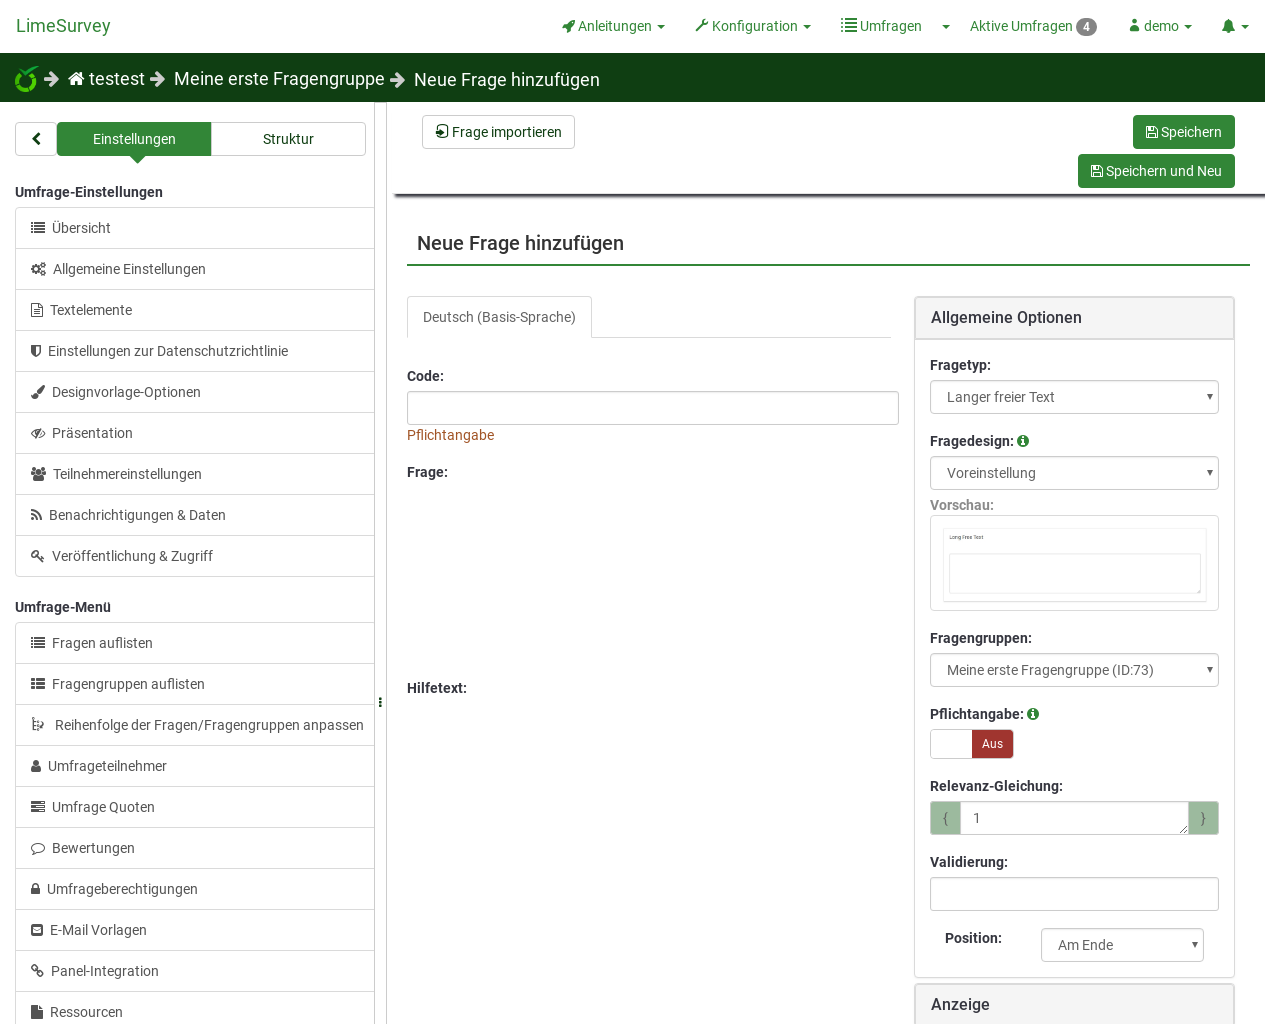 LimeSurvey
Anleitungen
Konfiguration
Umfragen
Aktive Umfragen 4
demo
testest
Meine erste Fragengruppe
Neue Frage hinzufügen
Einstellungen
Struktur
Umfrage-Einstellungen
Übersicht
Allgemeine Einstellungen
Textelemente
Einstellungen zur Datenschutzrichtlinie
Designvorlage-Optionen
Präsentation
Teilnehmereinstellungen
Benachrichtigungen & Daten
Veröffentlichung & Zugriff
Umfrage-Menü
Fragen auflisten
Fragengruppen auflisten
Reihenfolge der Fragen/Fragengruppen anpassen
Umfrageteilnehmer
Umfrage Quoten
Bewertungen
Umfrageberechtigungen
E-Mail Vorlagen
Panel-Integration
Ressourcen
Frage importieren
Speichern
Speichern und Neu
Neue Frage hinzufügen
Deutsch (Basis-Sprache)
Code:
Pflichtangabe
Frage:
Hilfetext:
Allgemeine Optionen
Fragetyp:
Langer freier Text
Fragedesign:
Voreinstellung
Vorschau:
Long Free Text
Fragengruppen:
Meine erste Fragengruppe (ID:73)
Pflichtangabe:
Aus
Relevanz-Gleichung:
{ 1 }
Validierung:
Position:
Am Ende
Anzeige